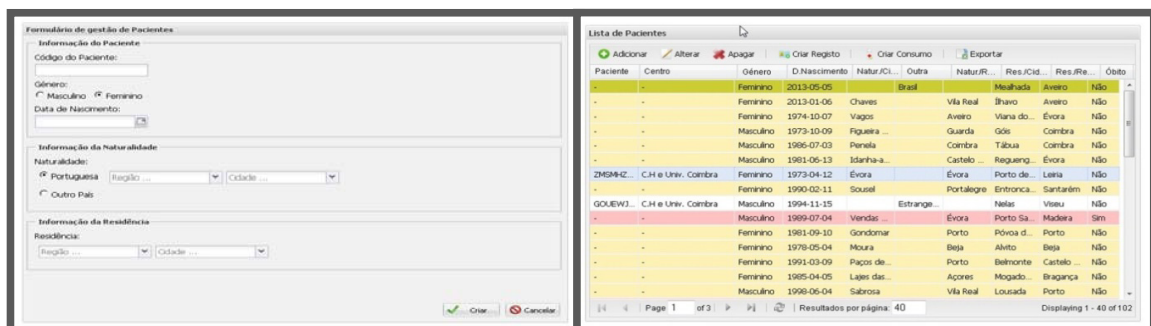 Formulário de gestão de Pacientes
Informação do Paciente
Código do Paciente:
Género:
Masculino Feminino
Data de Nascimento:
Informação da Naturalidade
Naturalidade:
Portuguesa Região ... Cidade ...
Outro País
Informação da Residência
Residência:
Região ... Cidade ...
Criar Cancelar
Lista de Pacientes
Adicionar Alterar Apagar Criar Registo Criar Consumo Exportar
Paciente Centro Género D.Nascimento Natur./Ci... Outra Natur/R... Res./Cid... Res./Re... Óbito
- - Feminino 2013-05-05 Brasil Mealhada Aveiro Não
- - Feminino 2013-01-06 Chaves Vila Real Ílhavo Aveiro Não
- - Feminino 1974-10-07 Vagos Aveiro Viana do... Évora Não
- - Masculino 1973-10-09 Figueira ... Guarda Góis Coimbra Não
- - Masculino 1986-07-03 Penela Coimbra Tábua Coimbra Não
- - Masculino 1981-06-13 Idanha-a... Castelo ... Regueng... Évora Não
ZMSMHZ... C.H e Univ. Coimbra Feminino 1973-04-12 Évora Évora Porto de... Leiria Não
- - Feminino 1990-02-11 Sousel Portalegre Entronca... Santarém Não
GOUEWJ... C.H e Univ. Coimbra Masculino 1994-11-15 Estrange... Nelas Viseu Não
- - Masculino 1989-07-04 Vendas ... Évora Porto Sa... Madeira Sim
- - Feminino 1981-09-10 Gondomar Porto Póvoa d... Porto Não
- - Feminino 1978-05-04 Moura Beja Alvito Beja Não
- - Feminino 1991-03-09 Paços de... Porto Belmonte Castelo ... Não
- - Feminino 1985-04-05 Lajes das... Açores Mogado... Bragança Não
- - Masculino 1998-06-04 Sabrosa Vila Real Lousada Porto Não
Page 1 of 3 Resultados por página: 40 Displaying 1 - 40 of 102